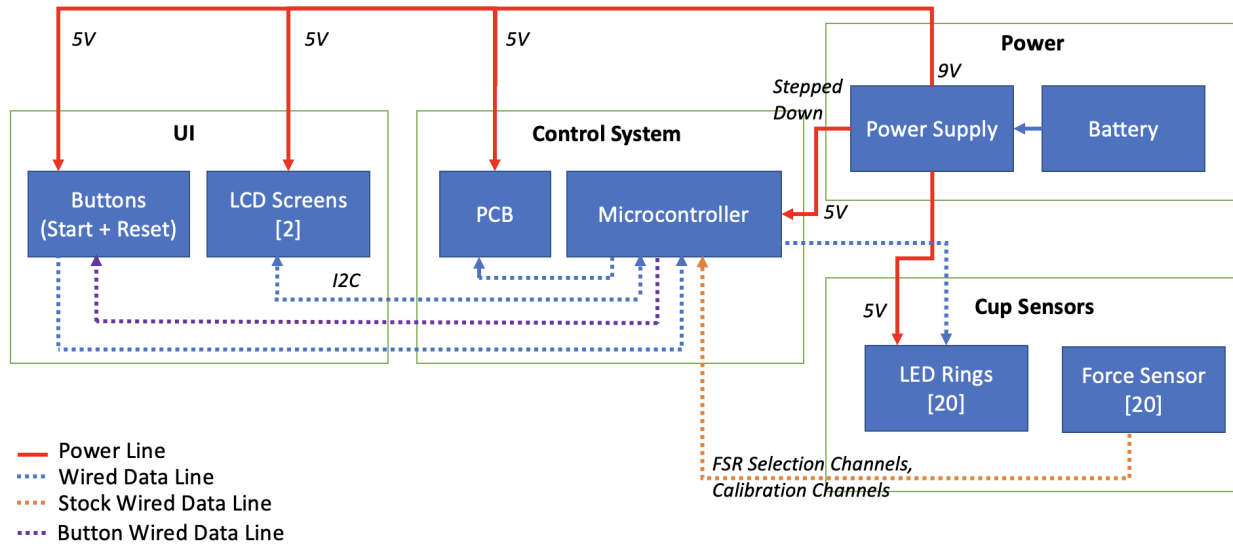 5V
5V
5V
Power
9V
Stepped
Down
UI
Control System
Power Supply
Battery
Buttons
(Start + Reset)
LCD Screens
[2]
PCB
Microcontroller
5V
I2C
Cup Sensors
5V
LED Rings
[20]
Force Sensor
[20]
Power Line
Wired Data Line
Stock Wired Data Line
Button Wired Data Line
FSR Selection Channels,
Calibration Channels